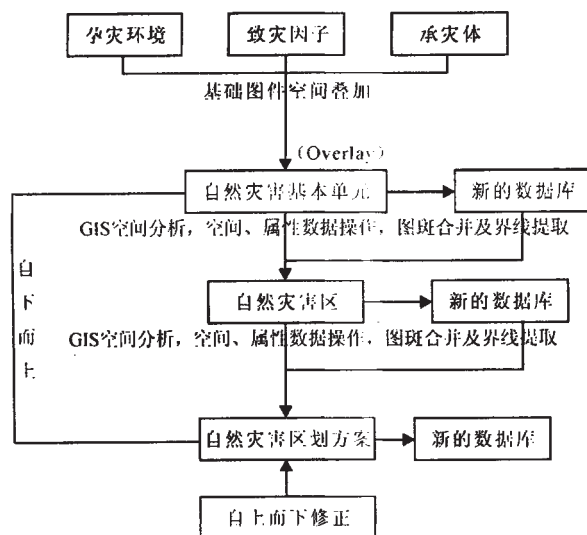 孕灾环境
致灾因子
承灾体
基础图件空间叠加
（Overlay）
自然灾害基本单元
新的数据库
GIS空间分析，空间、属性数据操作，图斑合并及界线提取
自下而上
自然灾害区
新的数据库
GIS空间分析，空间、属性数据操作，图斑合并及界线提取
自然灾害区划方案
新的数据库
自上而下修正